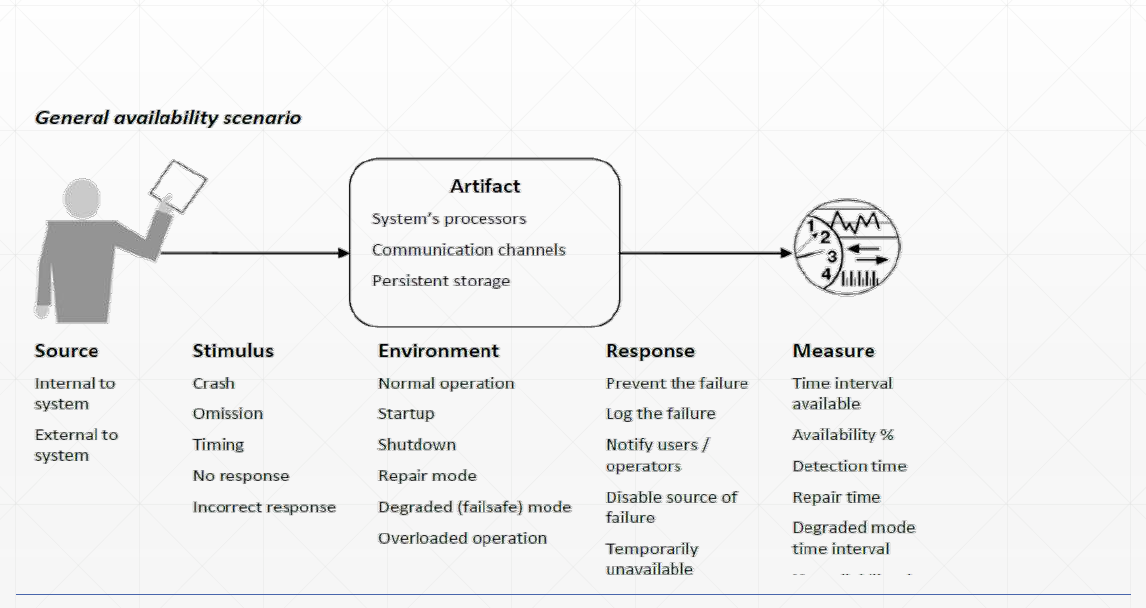 General availability scenario
Artifact
System's processors
Communication channels
Persistent storage
1
2
3
4
Source
Internal to
system
External to
system
Stimulus
Crash
Omission
Timing
No response
Incorrect response
Environment
Normal operation
Startup
Shutdown
Repair mode
Degraded (failsafe) mode
Overloaded operation
Response
Prevent the failure
Log the failure
Notify users /
operators
Disable source of
failure
Temporarily
unavailable
Measure
Time interval
available
Availability %
Detection time
Repair time
Degraded mode
time interval